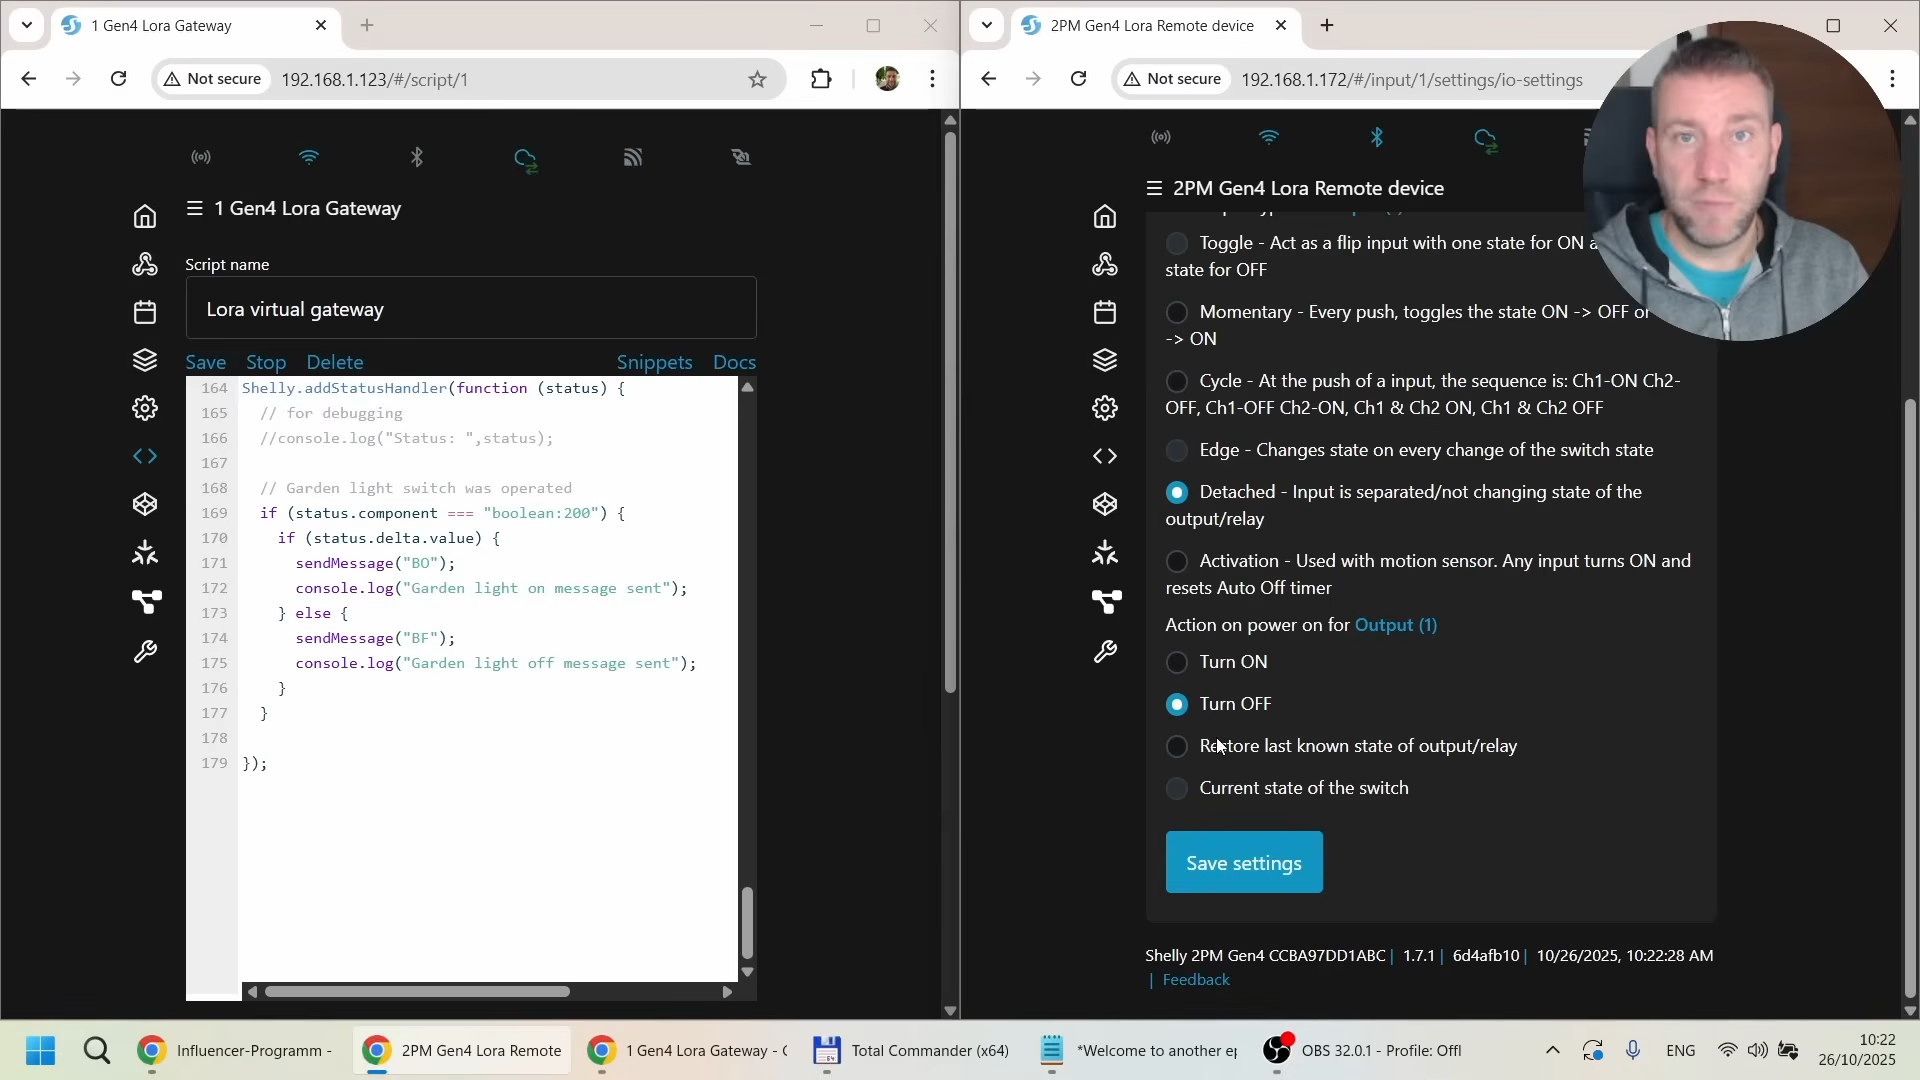 1 Gen4 Lora Gateway
Not secure
192.168.1.123/#/script/1
1 Gen4 Lora Gateway
Script name
Lora virtual gateway
Save Stop Delete Snippets Docs
164 Shelly.addStatusHandler(function (status) {
165 // for debugging
166 //console.log("Status: ",status);
167
168 // Garden light switch was operated
169 if (status.component === "boolean:200") {
170 if (status.delta.value) {
171 sendMessage("BO");
172 console.log("Garden light on message sent");
173 } else {
174 sendMessage("BF");
175 console.log("Garden light off message sent");
176 }
177 }
178
179 });
2PM Gen4 Lora Remote device
Not secure
192.168.1.172/#/input/1/settings/io-settings
2PM Gen4 Lora Remote device
Toggle - Act as a flip input with one state for ON
state for OFF
Momentary - Every push, toggles the state ON -> OFF or
-> ON
Cycle - At the push of a input, the sequence is: Ch1-ON Ch2-
OFF, Ch1-OFF Ch2-ON, Ch1 & Ch2 ON, Ch1 & Ch2 OFF
Edge - Changes state on every change of the switch state
Detached - Input is separated/not changing state of the
output/relay
Activation - Used with motion sensor. Any input turns ON and
resets Auto Off timer
Action on power on for Output (1)
Turn ON
Turn OFF
Restore last known state of output/relay
Current state of the switch
Save settings
Shelly 2PM Gen4 CCBA97DD1ABC | 1.7.1 | 6d4afb10 | 10/26/2025, 10:22:28 AM
| Feedback
Influencer-Programm -
2PM Gen4 Lora Remote
1 Gen4 Lora Gateway - 
Total Commander (x64)
*Welcome to another ep
OBS 32.0.1 - Profile: Offl
ENG
10:22
26/10/2025